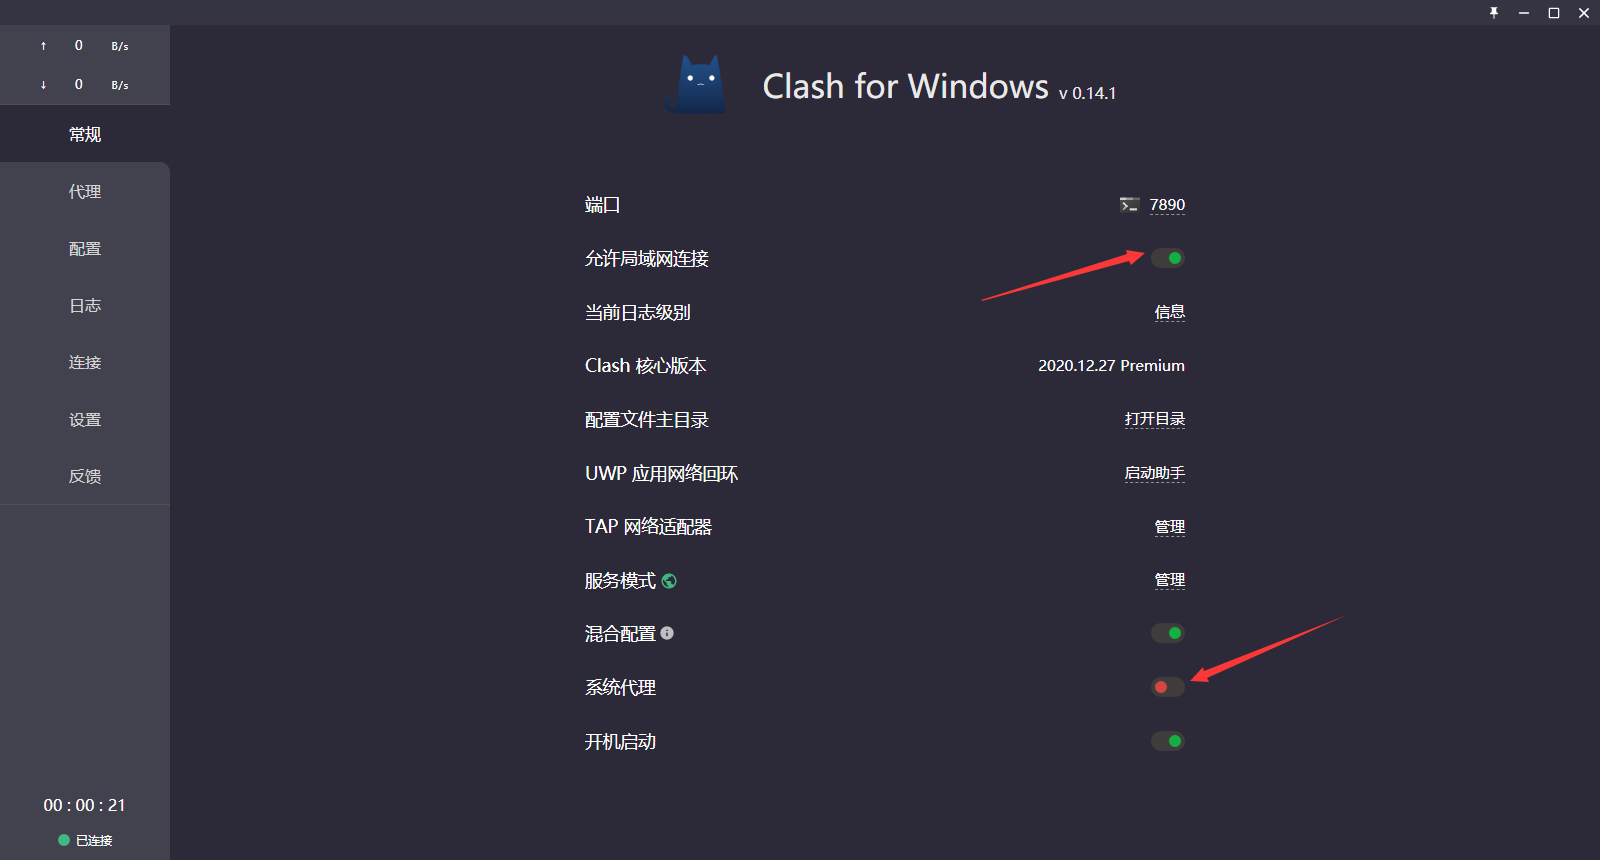 ↑ 0 B/s
↓ 0 B/s
常规
代理
配置
日志
连接
设置
反馈
00 : 00 : 21
已连接
Clash for Windows v 0.14.1
端口 7890
允许局域网连接
当前日志级别 信息
Clash 核心版本 2020.12.27 Premium
配置文件主目录 打开目录
UWP 应用网络回环 启动助手
TAP 网络适配器 管理
服务模式 管理
混合配置
系统代理
开机启动